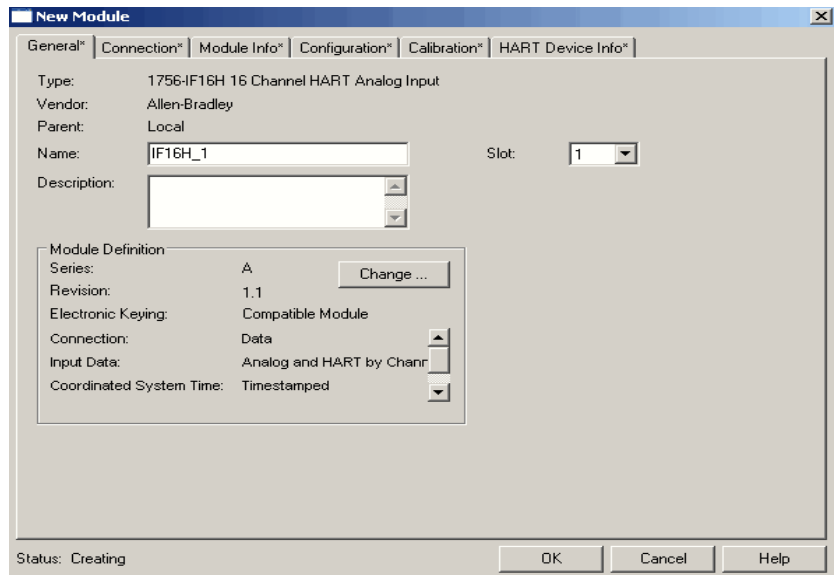 New Module
General* Connection* Module Info* Configuration* Calibration* HART Device Info*
Type: 1756-IF16H 16 Channel HART Analog Input
Vendor: Allen-Bradley
Parent: Local
Name: IF16H_1 Slot: 1
Description:
Module Definition
Series: A Change ...
Revision: 1.1
Electronic Keying: Compatible Module
Connection: Data
Input Data: Analog and HART by Chanr
Coordinated System Time: Timestamped
Status: Creating OK Cancel Help